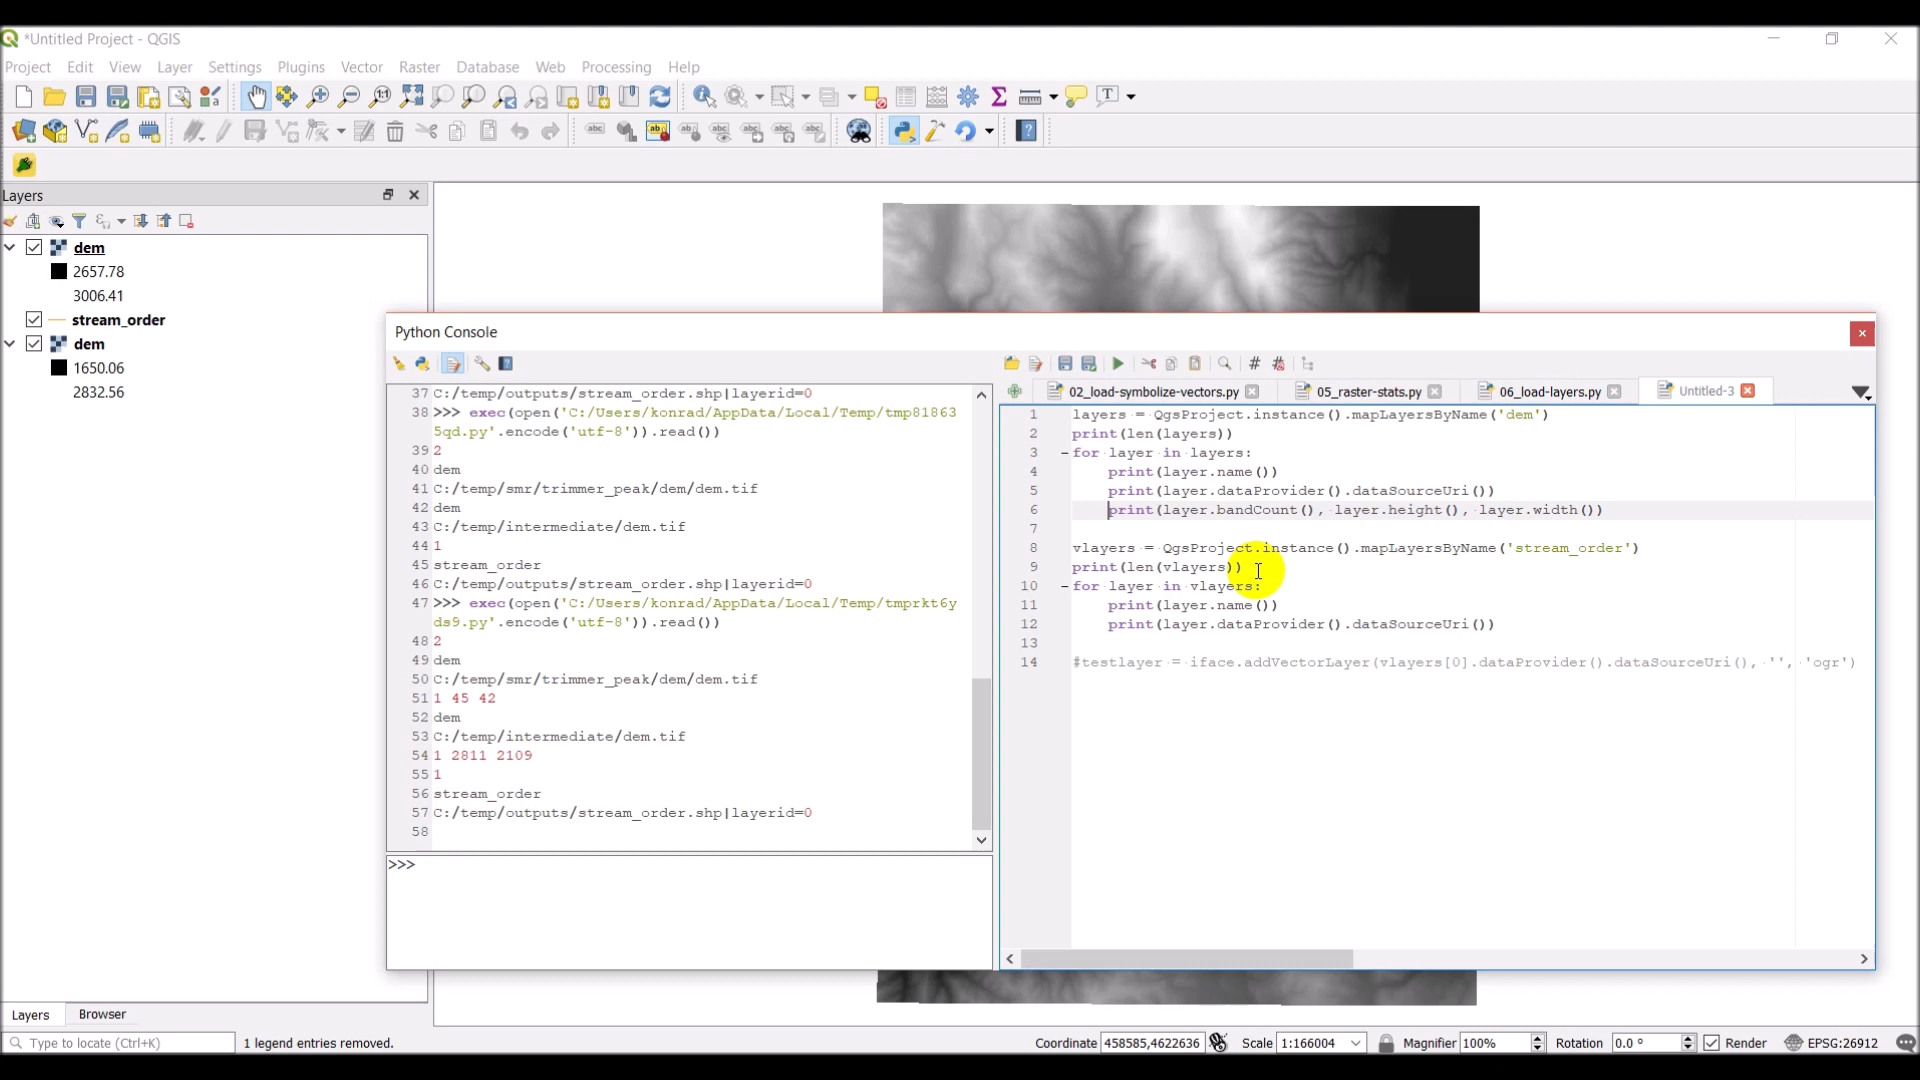 *Untitled Project - QGIS
Project Edit View Layer Settings Plugins Vector Raster Database Web Processing Help
Layers
dem
2657.78
3006.41
stream_order
dem
1650.06
2832.56
Python Console
37 C:/temp/outputs/stream_order.shp|layerid=0
38 >>> exec(open('C:/Users/konrad/AppData/Local/Temp/tmp81863
5qd.py'.encode('utf-8')).read())
39 2
40 dem
41 C:/temp/smr/trimmer_peak/dem/dem.tif
42 dem
43 C:/temp/intermediate/dem.tif
44 1
45 stream_order
46 C:/temp/outputs/stream_order.shp|layerid=0
47 >>> exec(open('C:/Users/konrad/AppData/Local/Temp/tmprkt6y
ds9.py'.encode('utf-8')).read())
48 2
49 dem
50 C:/temp/smr/trimmer_peak/dem/dem.tif
51 1 45 42
52 dem
53 C:/temp/intermediate/dem.tif
54 1 2811 2109
55 1
56 stream_order
57 C:/temp/outputs/stream_order.shp|layerid=0
58
>>>
02_load-symbolize-vectors.py 05_raster-stats.py 06_load-layers.py Untitled-3
1 layers = QgsProject.instance().mapLayersByName('dem')
2 print(len(layers))
3 for layer in layers:
4 print(layer.name())
5 print(layer.dataProvider().dataSourceUri())
6 print(layer.bandCount(), layer.height(), layer.width())
7
8 vlayers = QgsProject.instance().mapLayersByName('stream_order')
9 print(len(vlayers))
10 for layer in vlayers:
11 print(layer.name())
12 print(layer.dataProvider().dataSourceUri())
13
14 #testlayer = iface.addVectorLayer(vlayers[0].dataProvider().dataSourceUri(), '', 'ogr')
Layers Browser
Type to locate (Ctrl+K) 1 legend entries removed. Coordinate 458585,4622636 Scale 1:166004 Magnifier 100% Rotation 0.0 ° Render EPSG:26912